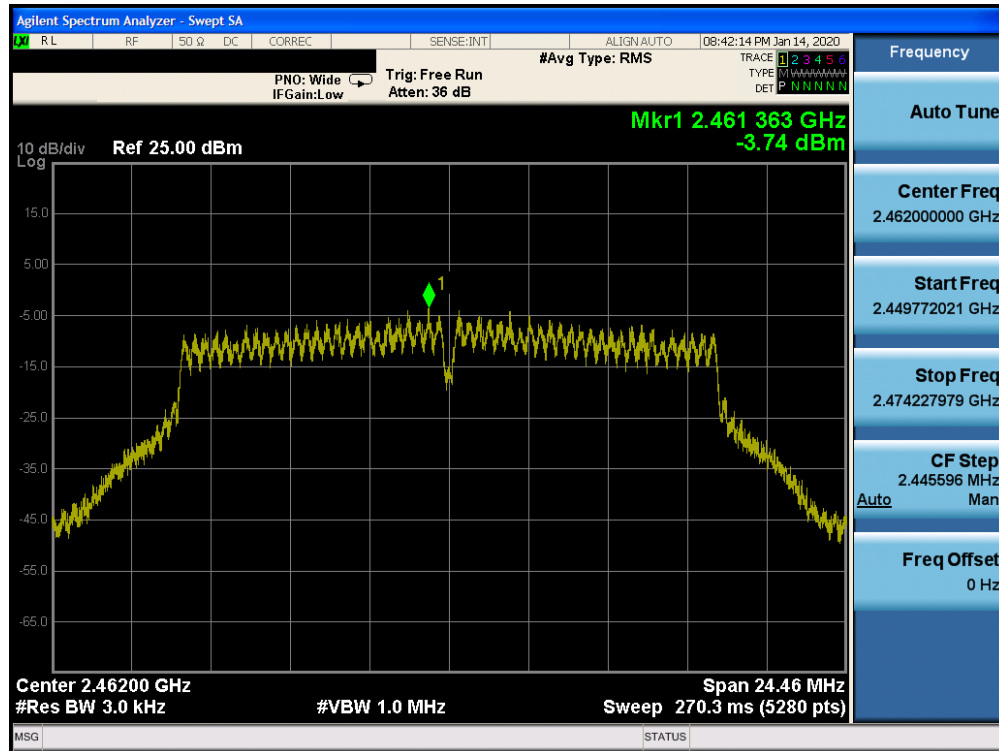 Agilent Spectrum Analyzer - Swept SA
LXI RL RF 50 Ω DC CORREC SENSE:INT ALIGN AUTO 08:42:14 PM Jan 14, 2020
#Avg Type: RMS TRACE 1 2 3 4 5 6
PNO: Wide Trig: Free Run TYPE M WWWWW
IFGain:Low Atten: 36 dB DET P N N N N N
Mkr1 2.461 363 GHz
-3.74 dBm
10 dB/div Ref 25.00 dBm
Log
15.0
5.00
1
-5.00
-15.0
-25.0
-35.0
-45.0
-55.0
-65.0
Center 2.46200 GHz Span 24.46 MHz
#Res BW 3.0 kHz #VBW 1.0 MHz Sweep 270.3 ms (5280 pts)
MSG STATUS
Frequency
Auto Tune
Center Freq
2.462000000 GHz
Start Freq
2.449772021 GHz
Stop Freq
2.474227979 GHz
CF Step
2.445596 MHz
Auto Man
Freq Offset
0 Hz